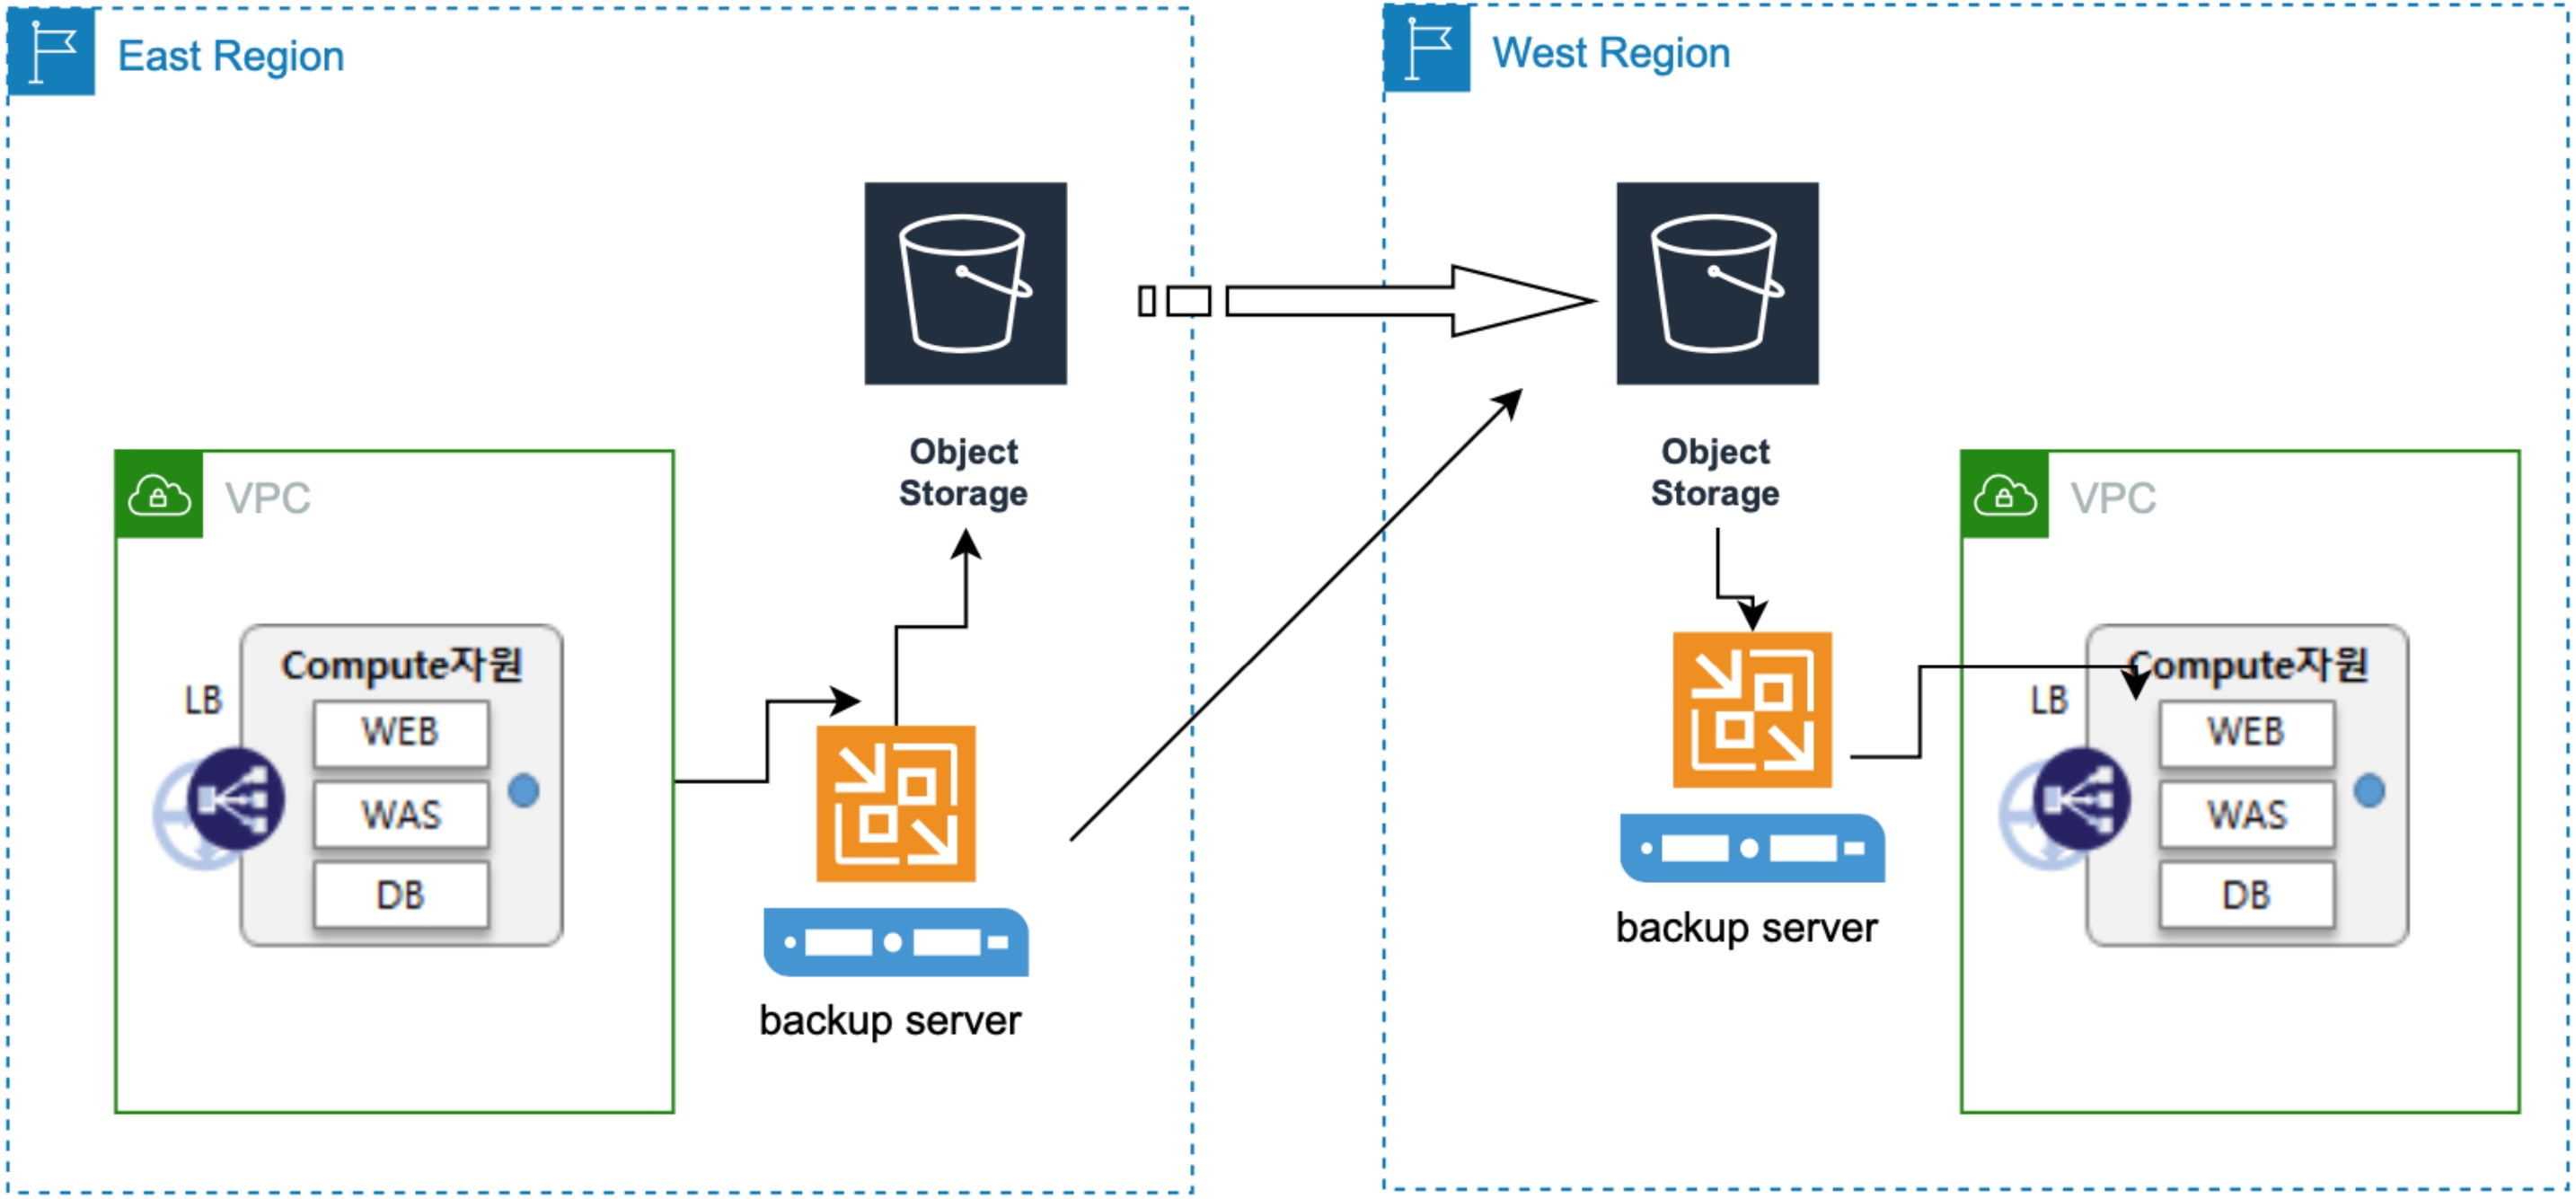 East Region
West Region
Object
Storage
Object
Storage
VPC
VPC
Compute자원
LB
WEB
WAS
DB
Compute자원
LB
WEB
WAS
DB
backup server
backup server